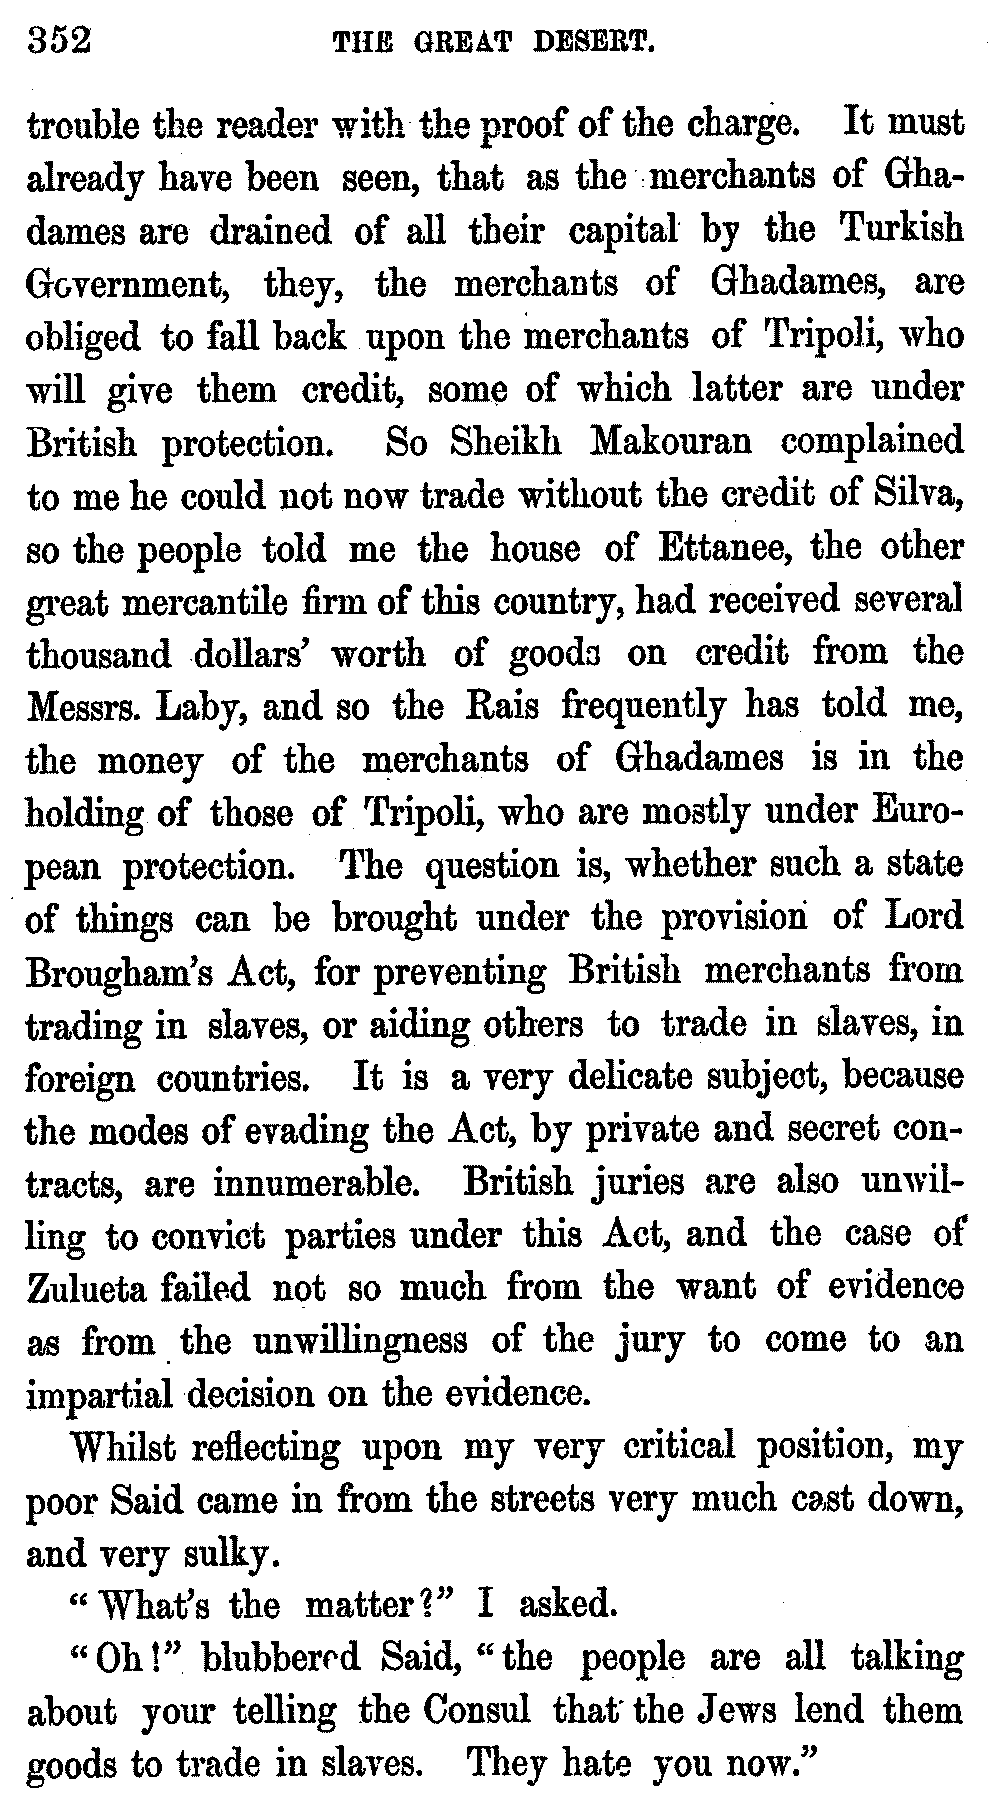 352 THE GREAT DESERT.
trouble the reader with the proof of the charge. It must
already have been seen, that as the merchants of Gha-
dames are drained of all their capital by the Turkish
Government, they, the merchants of Ghadames, are
obliged to fall back upon the merchants of Tripoli, who
will give them credit, some of which latter are under
British protection. So Sheikh Makouran complained
to me he could not now trade without the credit of Silva,
so the people told me the house of Ettanee, the other
great mercantile firm of this country, had received several
thousand dollars' worth of goods on credit from the
Messrs. Laby, and so the Rais frequently has told me,
the money of the merchants of Ghadames is in the
holding of those of Tripoli, who are mostly under Euro-
pean protection. The question is, whether such a state
of things can be brought under the provision of Lord
Brougham's Act, for preventing British merchants from
trading in slaves, or aiding others to trade in slaves, in
foreign countries. It is a very delicate subject, because
the modes of evading the Act, by private and secret con-
tracts, are innumerable. British juries are also unwil-
ling to convict parties under this Act, and the case of
Zulueta failed not so much from the want of evidence
as from the unwillingness of the jury to come to an
impartial decision on the evidence.
Whilst reflecting upon my very critical position, my
poor Said came in from the streets very much cast down,
and very sulky.
"What's the matter?" I asked.
"Oh!" blubbered Said, "the people are all talking
about your telling the Consul that the Jews lend them
goods to trade in slaves. They hate you now."